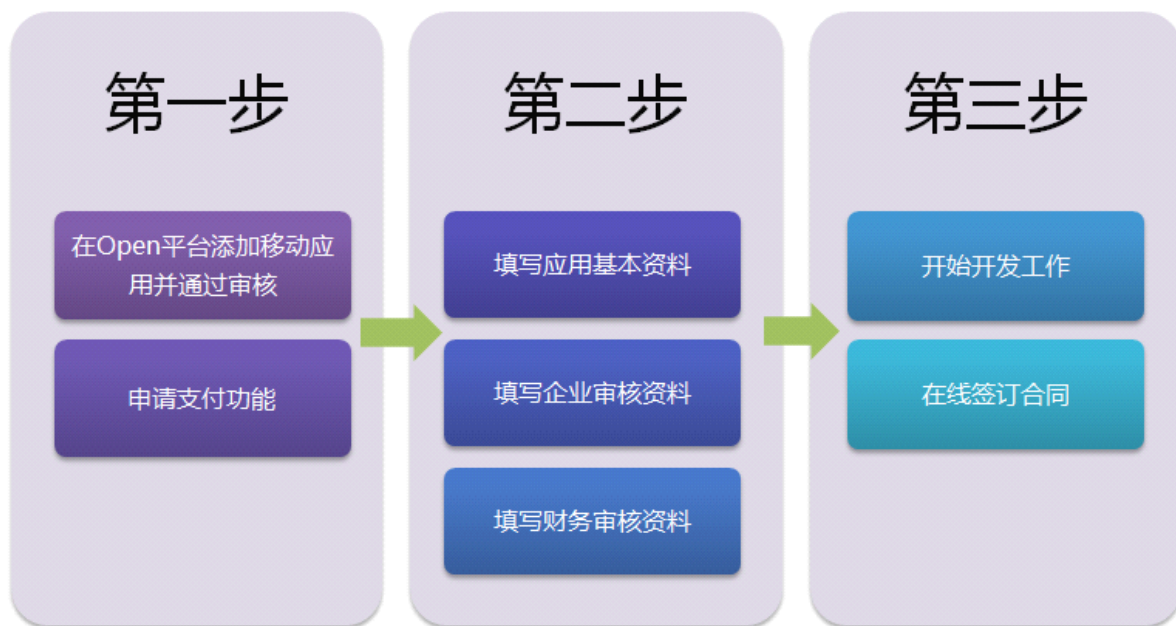 第一步
在Open平台添加移动应
用并通过审核
申请支付功能
第二步
填写应用基本资料
填写企业审核资料
填写财务审核资料
第三步
开始开发工作
在线签订合同